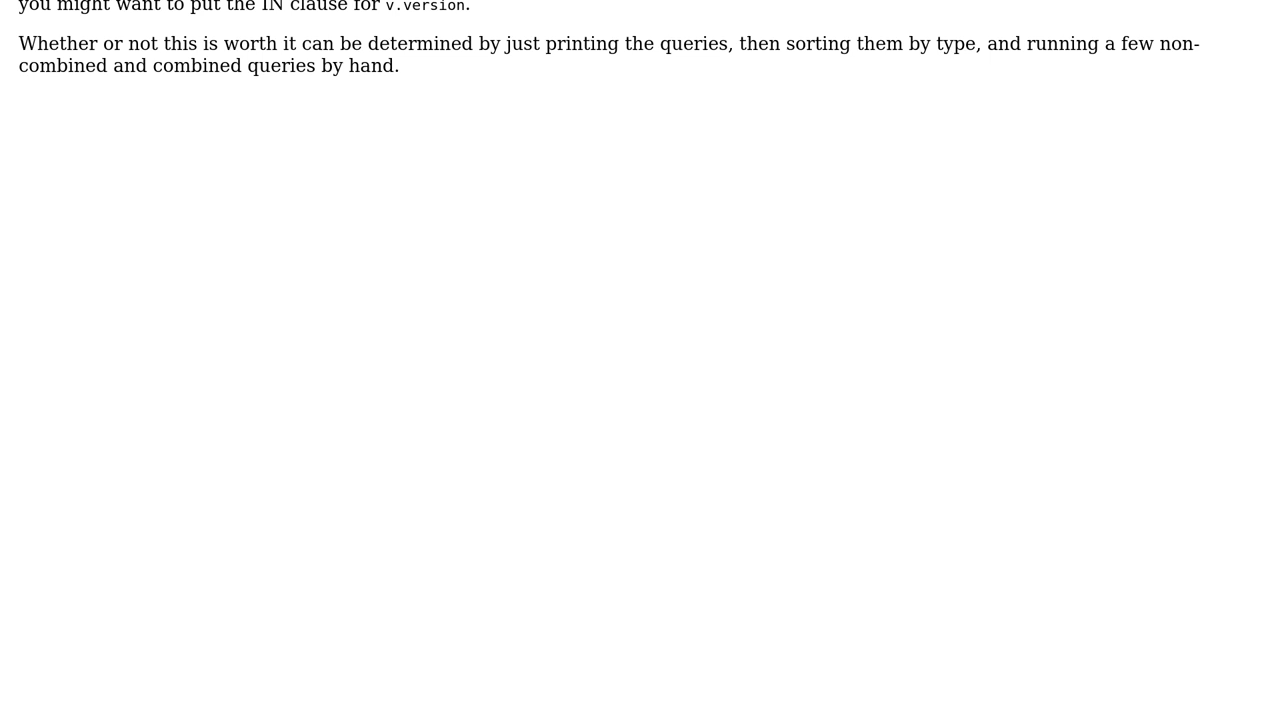 you might want to put the IN clause for v.version.
Whether or not this is worth it can be determined by just printing the queries, then sorting them by type, and running a few non-
combined and combined queries by hand.